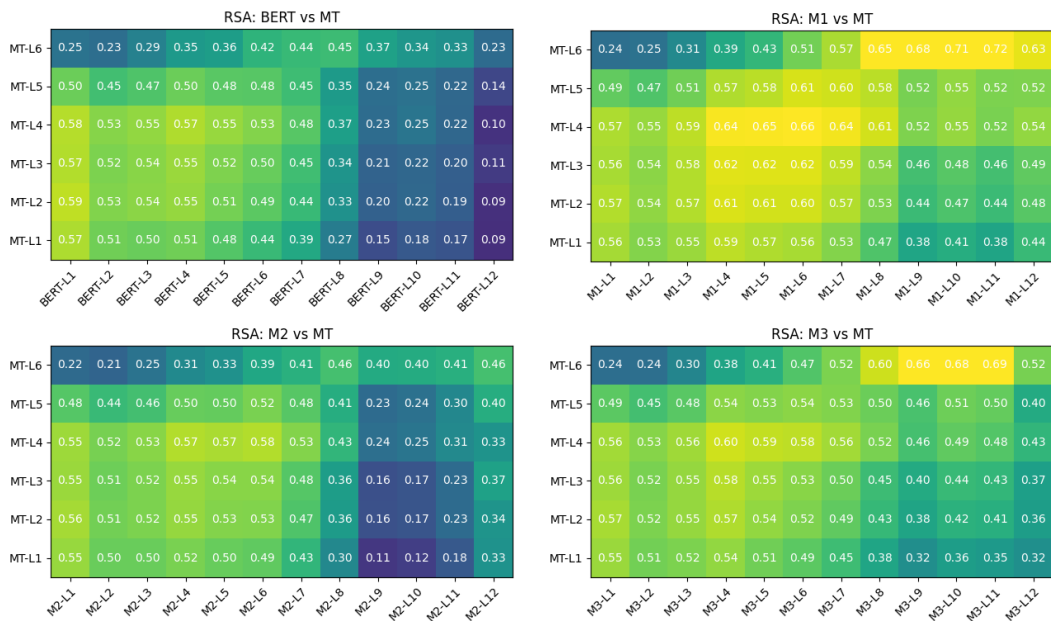 RSA: BERT vs MT
MT-L6 0.25 0.23 0.29 0.35 0.36 0.42 0.44 0.45 0.37 0.34 0.33 0.23
MT-L5 0.50 0.45 0.47 0.50 0.48 0.48 0.45 0.35 0.24 0.25 0.22 0.14
MT-L4 0.58 0.53 0.55 0.57 0.55 0.53 0.48 0.37 0.23 0.25 0.22 0.10
MT-L3 0.57 0.52 0.54 0.55 0.52 0.50 0.45 0.34 0.21 0.22 0.20 0.11
MT-L2 0.59 0.53 0.54 0.55 0.51 0.49 0.44 0.33 0.20 0.22 0.19 0.09
MT-L1 0.57 0.51 0.50 0.51 0.48 0.44 0.39 0.27 0.15 0.18 0.17 0.09
BERT-L1 BERT-L2 BERT-L3 BERT-L4 BERT-L5 BERT-L6 BERT-L7 BERT-L8 BERT-L9 BERT-L10 BERT-L11 BERT-L12
RSA: M1 vs MT
MT-L6 0.24 0.25 0.31 0.39 0.43 0.51 0.57 0.65 0.68 0.71 0.72 0.63
MT-L5 0.49 0.47 0.51 0.57 0.58 0.61 0.60 0.58 0.52 0.55 0.52 0.52
MT-L4 0.57 0.55 0.59 0.64 0.65 0.66 0.64 0.61 0.52 0.55 0.52 0.54
MT-L3 0.56 0.54 0.58 0.62 0.62 0.62 0.59 0.54 0.46 0.48 0.46 0.49
MT-L2 0.57 0.54 0.57 0.61 0.61 0.60 0.57 0.53 0.44 0.47 0.44 0.48
MT-L1 0.56 0.53 0.55 0.59 0.57 0.56 0.53 0.47 0.38 0.41 0.38 0.44
M1-L1 M1-L2 M1-L3 M1-L4 M1-L5 M1-L6 M1-L7 M1-L8 M1-L9 M1-L10 M1-L11 M1-L12
RSA: M2 vs MT
MT-L6 0.22 0.21 0.25 0.31 0.33 0.39 0.41 0.46 0.40 0.40 0.41 0.46
MT-L5 0.48 0.44 0.46 0.50 0.50 0.52 0.48 0.41 0.23 0.24 0.30 0.40
MT-L4 0.55 0.52 0.53 0.57 0.57 0.58 0.53 0.43 0.24 0.25 0.31 0.33
MT-L3 0.55 0.51 0.52 0.55 0.54 0.54 0.48 0.36 0.16 0.17 0.23 0.37
MT-L2 0.56 0.51 0.52 0.55 0.53 0.53 0.47 0.36 0.16 0.17 0.23 0.34
MT-L1 0.55 0.50 0.50 0.52 0.50 0.49 0.43 0.30 0.11 0.12 0.18 0.33
M2-L1 M2-L2 M2-L3 M2-L4 M2-L5 M2-L6 M2-L7 M2-L8 M2-L9 M2-L10 M2-L11 M2-L12
RSA: M3 vs MT
MT-L6 0.24 0.24 0.30 0.38 0.41 0.47 0.52 0.60 0.66 0.68 0.69 0.52
MT-L5 0.49 0.45 0.48 0.54 0.53 0.54 0.53 0.50 0.46 0.51 0.50 0.40
MT-L4 0.56 0.53 0.56 0.60 0.59 0.58 0.56 0.52 0.46 0.49 0.48 0.43
MT-L3 0.56 0.52 0.55 0.58 0.55 0.53 0.50 0.45 0.40 0.44 0.43 0.37
MT-L2 0.57 0.52 0.55 0.57 0.54 0.52 0.49 0.43 0.38 0.42 0.41 0.36
MT-L1 0.55 0.51 0.52 0.54 0.51 0.49 0.45 0.38 0.32 0.36 0.35 0.32
M3-L1 M3-L2 M3-L3 M3-L4 M3-L5 M3-L6 M3-L7 M3-L8 M3-L9 M3-L10 M3-L11 M3-L12